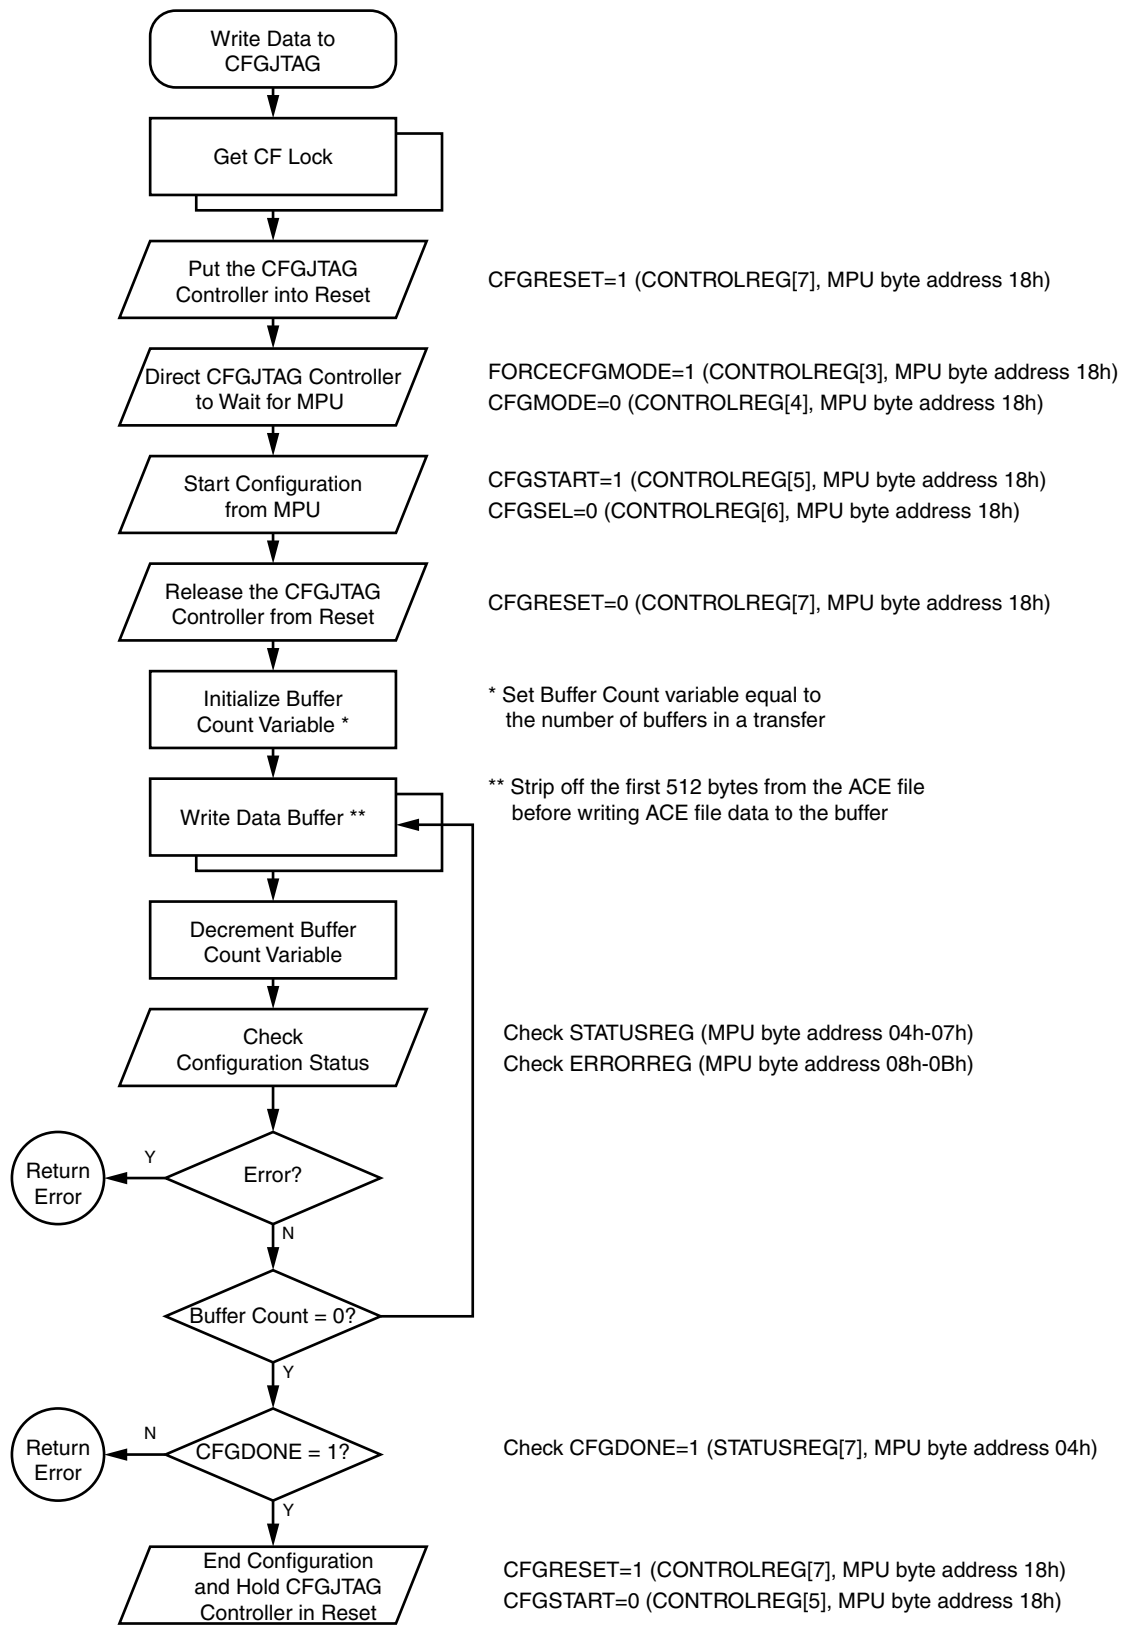 Write Data to
CFGJTAG
Get CF Lock
Put the CFGJTAG
Controller into Reset
CFGRESET=1 (CONTROLREG[7], MPU byte address 18h)
Direct CFGJTAG Controller
to Wait for MPU
FORCECFGMODE=1 (CONTROLREG[3], MPU byte address 18h)
CFGMODE=0 (CONTROLREG[4], MPU byte address 18h)
Start Configuration
from MPU
CFGSTART=1 (CONTROLREG[5], MPU byte address 18h)
CFGSEL=0 (CONTROLREG[6], MPU byte address 18h)
Release the CFGJTAG
Controller from Reset
CFGRESET=0 (CONTROLREG[7], MPU byte address 18h)
Initialize Buffer
Count Variable *
* Set Buffer Count variable equal to
the number of buffers in a transfer
Write Data Buffer **
** Strip off the first 512 bytes from the ACE file
before writing ACE file data to the buffer
Decrement Buffer
Count Variable
Check
Configuration Status
Check STATUSREG (MPU byte address 04h-07h)
Check ERRORREG (MPU byte address 08h-0Bh)
Error?
Y
Return
Error
N
Buffer Count = 0?
Y
CFGDONE = 1?
N
Return
Error
Check CFGDONE=1 (STATUSREG[7], MPU byte address 04h)
Y
End Configuration
and Hold CFGJTAG
Controller in Reset
CFGRESET=1 (CONTROLREG[7], MPU byte address 18h)
CFGSTART=0 (CONTROLREG[5], MPU byte address 18h)